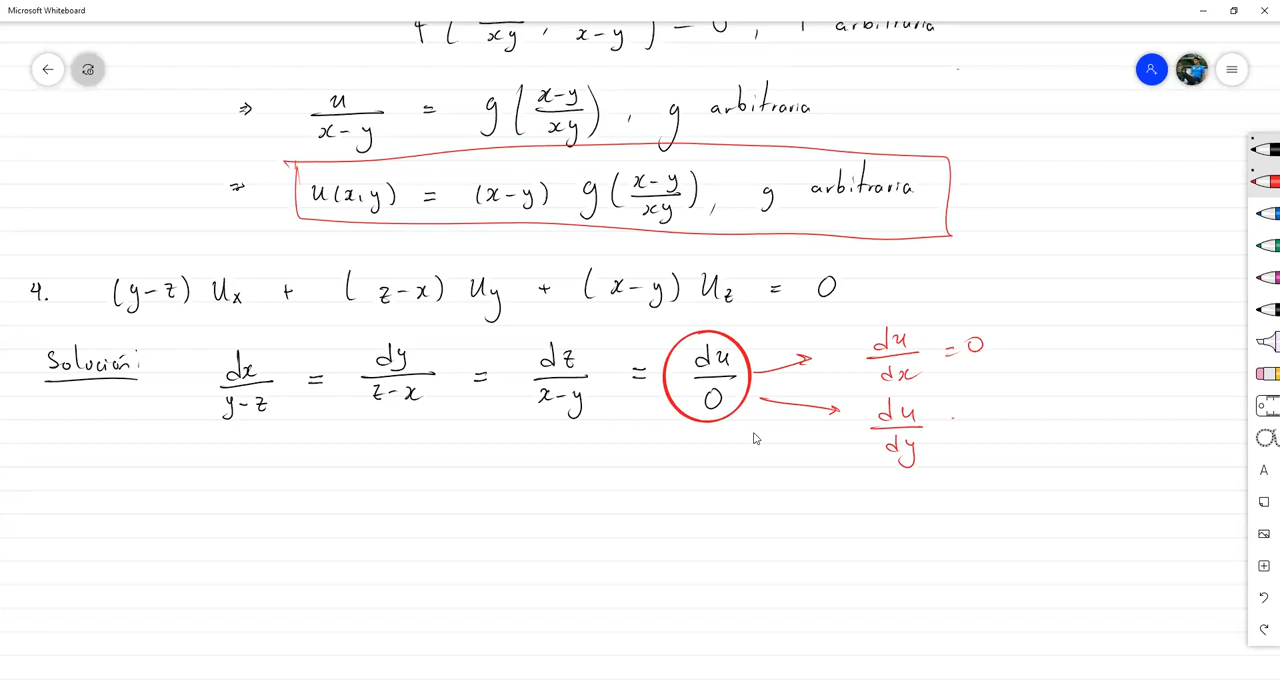 Microsoft Whiteboard
xy , x-y ) = 0 , arbitraria
⇒ u/(x-y) = g((x-y)/(xy)), g arbitraria
⇒ u(x,y) = (x-y) g((x-y)/(xy)), g arbitraria
4. (y-z) Ux + (z-x) Uy + (x-y) Uz = 0
Solución: dx/(y-z) = dy/(z-x) = dz/(x-y) = du/0
du/dx = 0
du/dy
A